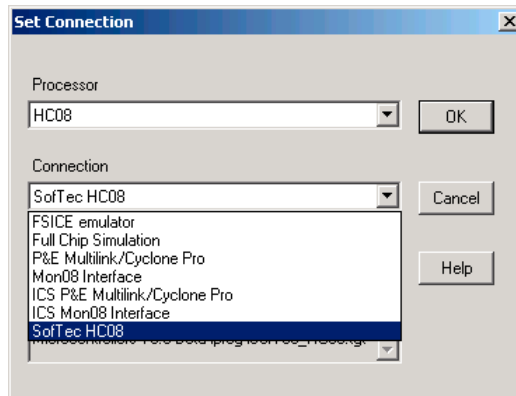 Set Connection
Processor
HC08
OK
Connection
SofTec HC08
Cancel
FSICE emulator
Full Chip Simulation
P&E Multilink/Cyclone Pro
Mon08 Interface
Help
ICS P&E Multilink/Cyclone Pro
ICS Mon08 Interface
SofTec HC08